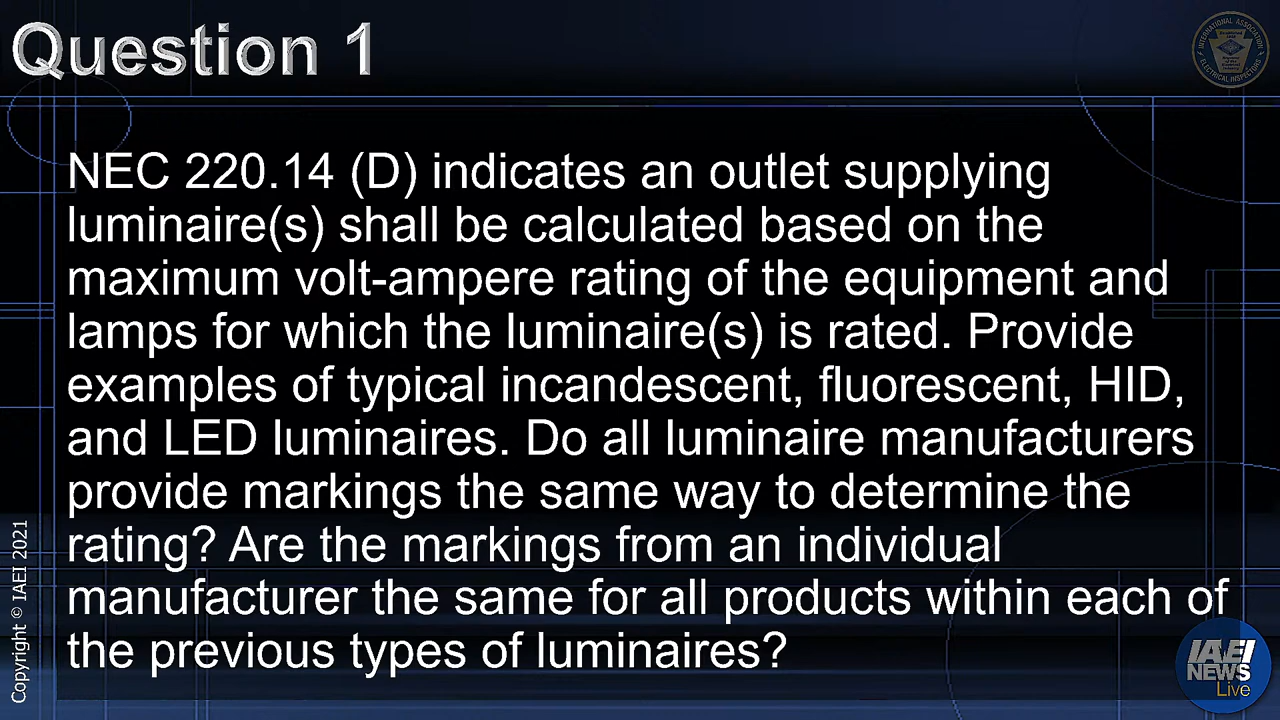 Question 1
INTERNATIONAL ASSOCIATION
ELECTRICAL INSPECTORS
NEC 220.14 (D) indicates an outlet supplying
luminaire(s) shall be calculated based on the
maximum volt-ampere rating of the equipment and
lamps for which the luminaire(s) is rated. Provide
examples of typical incandescent, fluorescent, HID,
and LED luminaires. Do all luminaire manufacturers
provide markings the same way to determine the
rating? Are the markings from an individual
manufacturer the same for all products within each of
the previous types of luminaires?
Copyright © IAEI 2021
IAEI
NEWS
Live